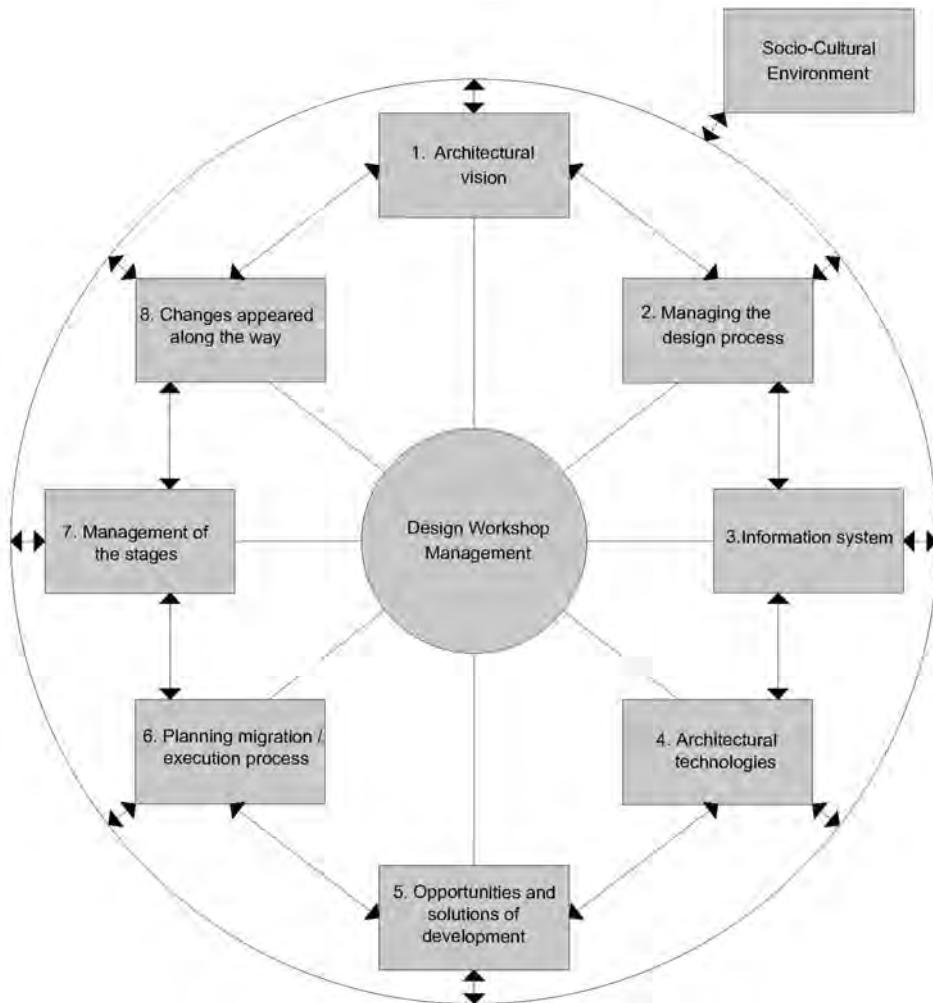 Socio-Cultural
Environment
1. Architectural
vision
8. Changes appeared
along the way
2. Managing the
design process
7. Management of
the stages
Design Workshop
Management
3.Information system
6. Planning migration /
execution process
4. Architectural
technologies
5. Opportunities and
solutions of
development